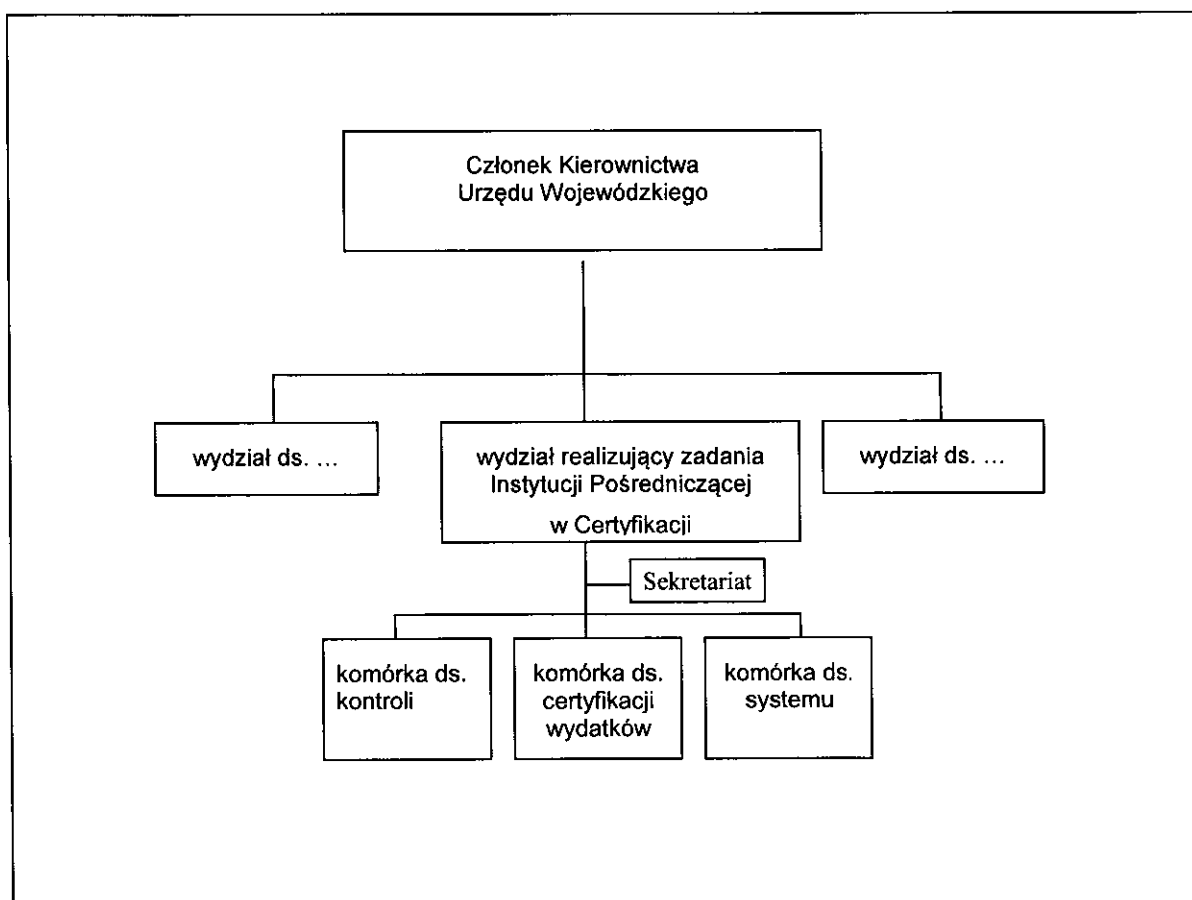 Członek Kierownictwa
Urzędu Wojewódzkiego
wydział ds. ...
wydział realizujący zadania
Instytucji Pośredniczącej
w Certyfikacji
wydział ds. ...
Sekretariat
komórka ds.
kontroli
komórka ds.
certyfikacji
wydatków
komórka ds.
systemu